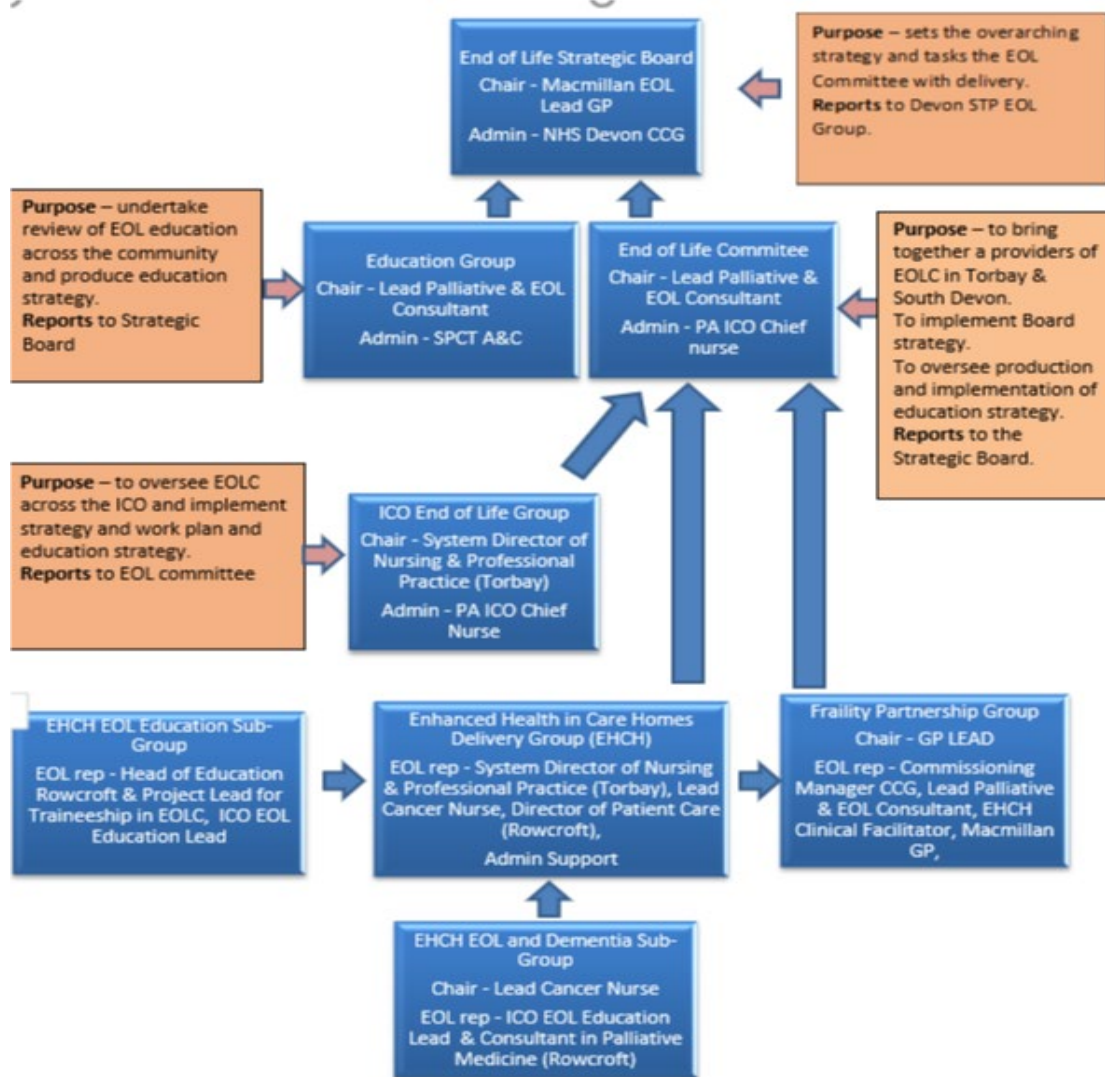 End of Life Strategic Board
Chair - Macmillan EOL
Lead GP
Admin - NHS Devon CCG
Purpose – sets the overarching
strategy and tasks the EOL
Committee with delivery.
Reports to Devon STP EOL
Group.
Purpose – undertake
review of EOL education
across the community
and produce education
strategy.
Reports to Strategic
Board
Education Group
Chair - Lead Palliative & EOL
Consultant
Admin - SPCT A&C
End of Life Commitee
Chair - Lead Palliative &
EOL Consultant
Admin - PA ICO Chief
nurse
Purpose – to bring
together a providers of
EOLC in Torbay &
South Devon.
To implement Board
strategy.
To oversee production
and implementation of
education strategy.
Reports to the
Strategic Board.
Purpose – to oversee EOLC
across the ICO and implement
strategy and work plan and
education strategy.
Reports to EOL committee
ICO End of Life Group
Chair - System Director of
Nursing & Professional
Practice (Torbay)
Admin - PA ICO Chief
Nurse
EHCH EOL Education Sub-
Group
EOL rep - Head of Education
Rowcroft & Project Lead for
Traineeship in EOLC, ICO EOL
Education Lead
Enhanced Health in Care Homes
Delivery Group (EHCH)
EOL rep - System Director of Nursing
& Professional Practice (Torbay), Lead
Cancer Nurse, Director of Patient Care
(Rowcroft),
Admin Support
Fraility Partnership Group
Chair - GP LEAD
EOL rep - Commissioning
Manager CCG, Lead Palliative
& EOL Consultant, EHCH
Clinical Facilitator, Macmillan
GP,
EHCH EOL and Dementia Sub-
Group
Chair - Lead Cancer Nurse
EOL rep - ICO EOL Education
Lead & Consultant in Palliative
Medicine (Rowcroft)